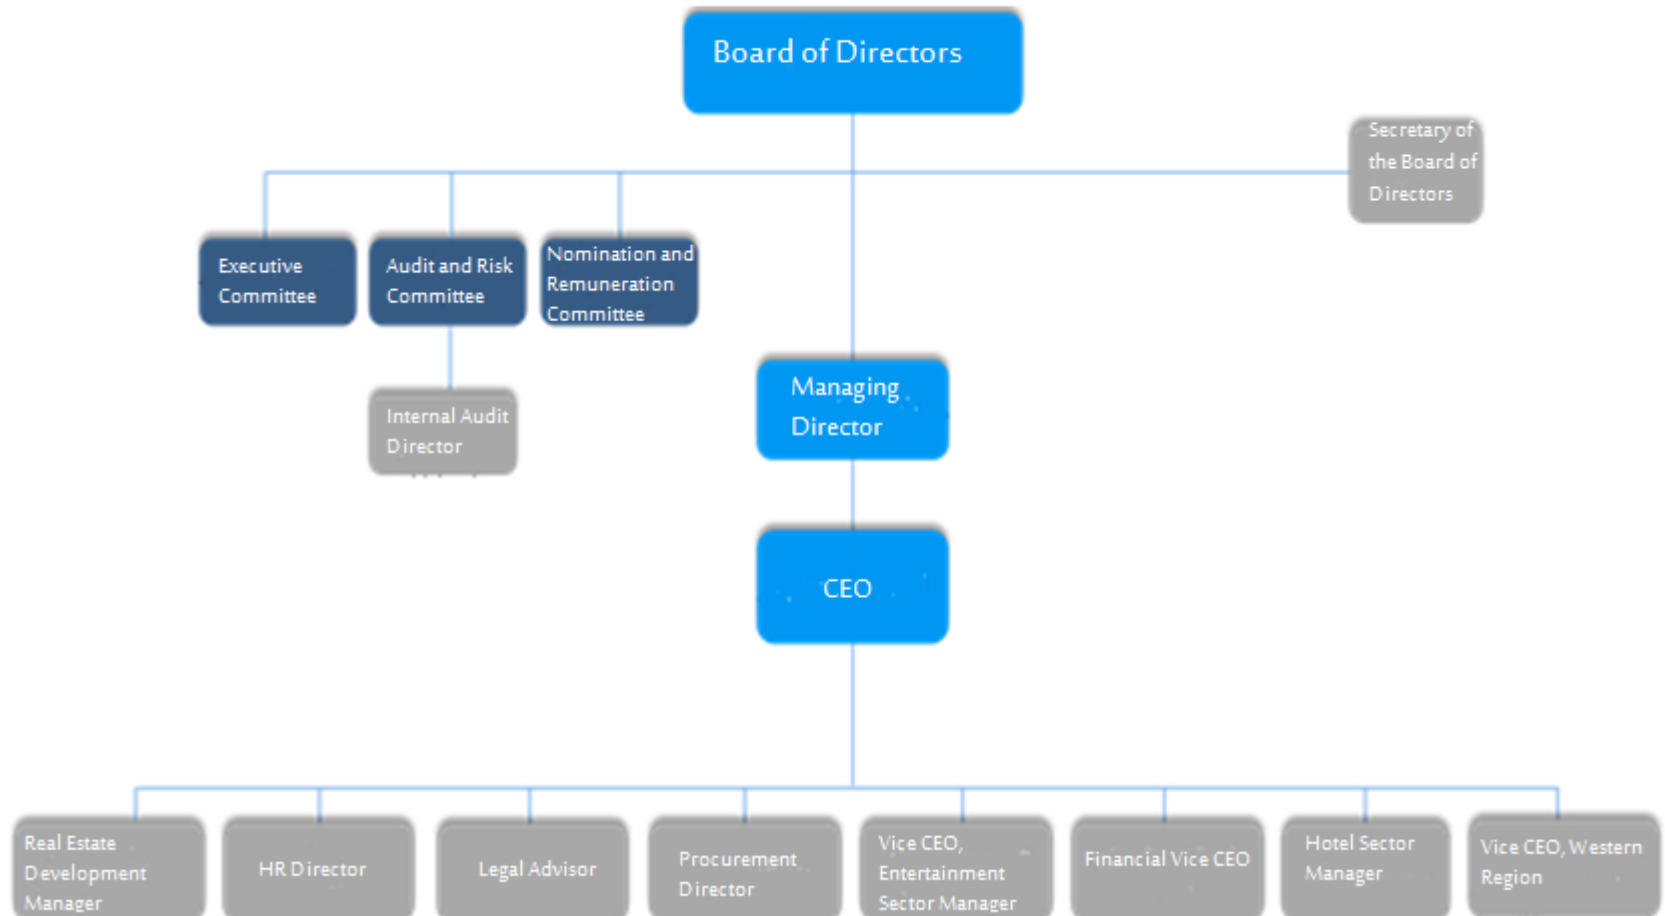 Board of Directors
Secretary of
the Board of
Directors
Executive
Committee
Audit and Risk
Committee
Nomination and
Remuneration
Committee
Internal Audit
Director
Managing
Director
CEO
Real Estate
Development
Manager
HR Director
Legal Advisor
Procurement
Director
Vice CEO,
Entertainment
Sector Manager
Financial Vice CEO
Hotel Sector
Manager
Vice CEO, Western
Region